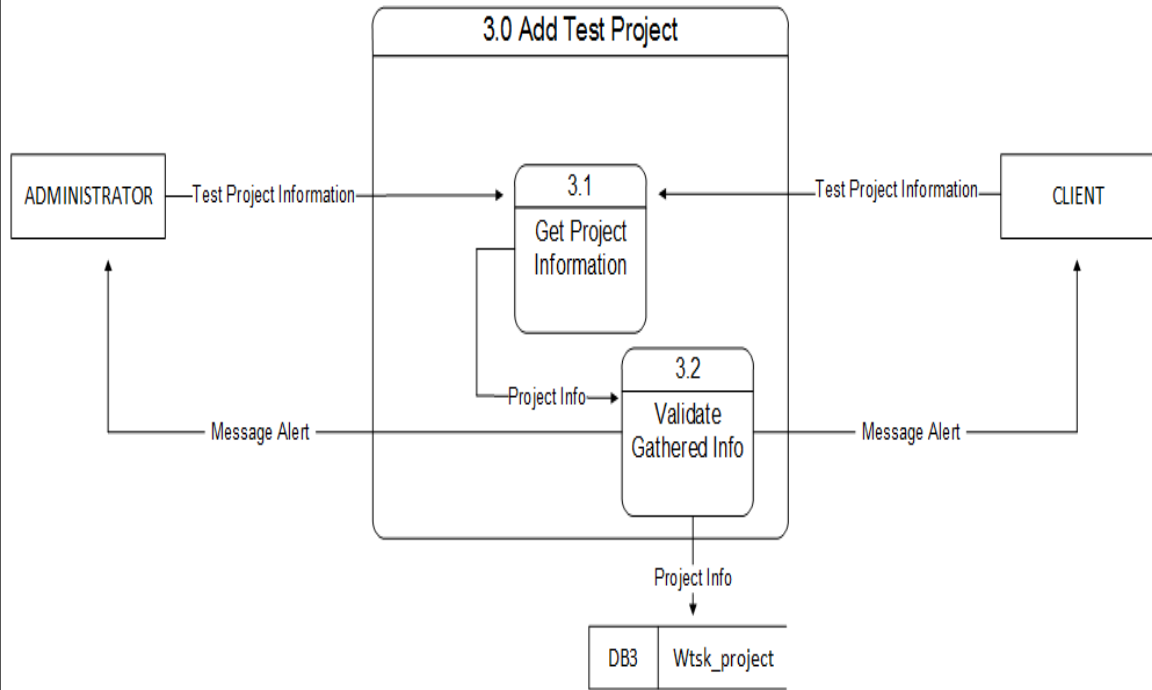 3.0 Add Test Project
ADMINISTRATOR
Test Project Information
3.1
Get Project
Information
Test Project Information
CLIENT
Project Info
3.2
Validate
Gathered Info
Message Alert
Message Alert
Project Info
DB3
Wtsk_project